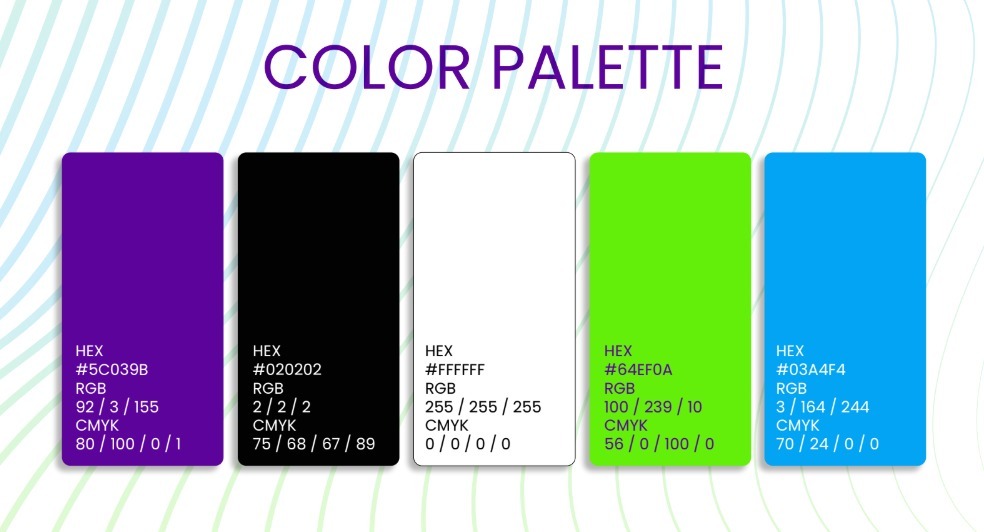 COLOR PALETTE
HEX
#5C039B
RGB
92 / 3 / 155
CMYK
80 / 100 / 0 / 1
HEX
#020202
RGB
2 / 2 / 2
CMYK
75 / 68 / 67 / 89
HEX
#FFFFFF
RGB
255 / 255 / 255
CMYK
0 / 0 / 0 / 0
HEX
#64EF0A
RGB
100 / 239 / 10
CMYK
56 / 0 / 100 / 0
HEX
#03A4F4
RGB
3 / 164 / 244
CMYK
70 / 24 / 0 / 0